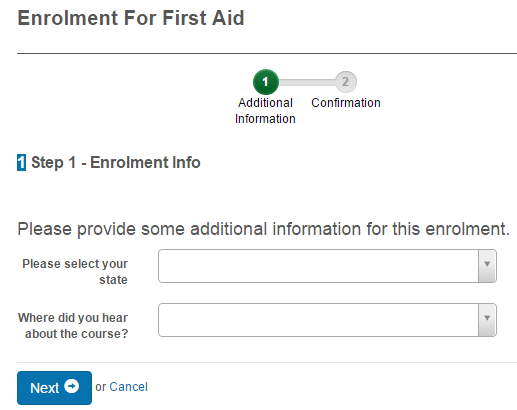 Enrolment For First Aid
1
2
Additional
Information
Confirmation
1 Step 1 - Enrolment Info
Please provide some additional information for this enrolment.
Please select your
state
Where did you hear
about the course?
Next or Cancel